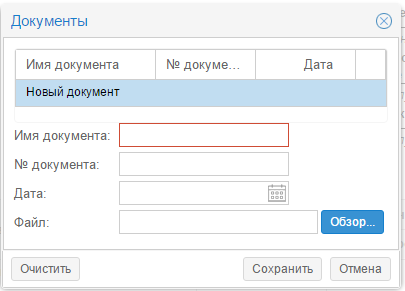 Документы
Имя документа № докуме... Дата
Новый документ
Имя документа:
№ документа:
Дата:
Файл: Обзор...
Очистить Сохранить Отмена